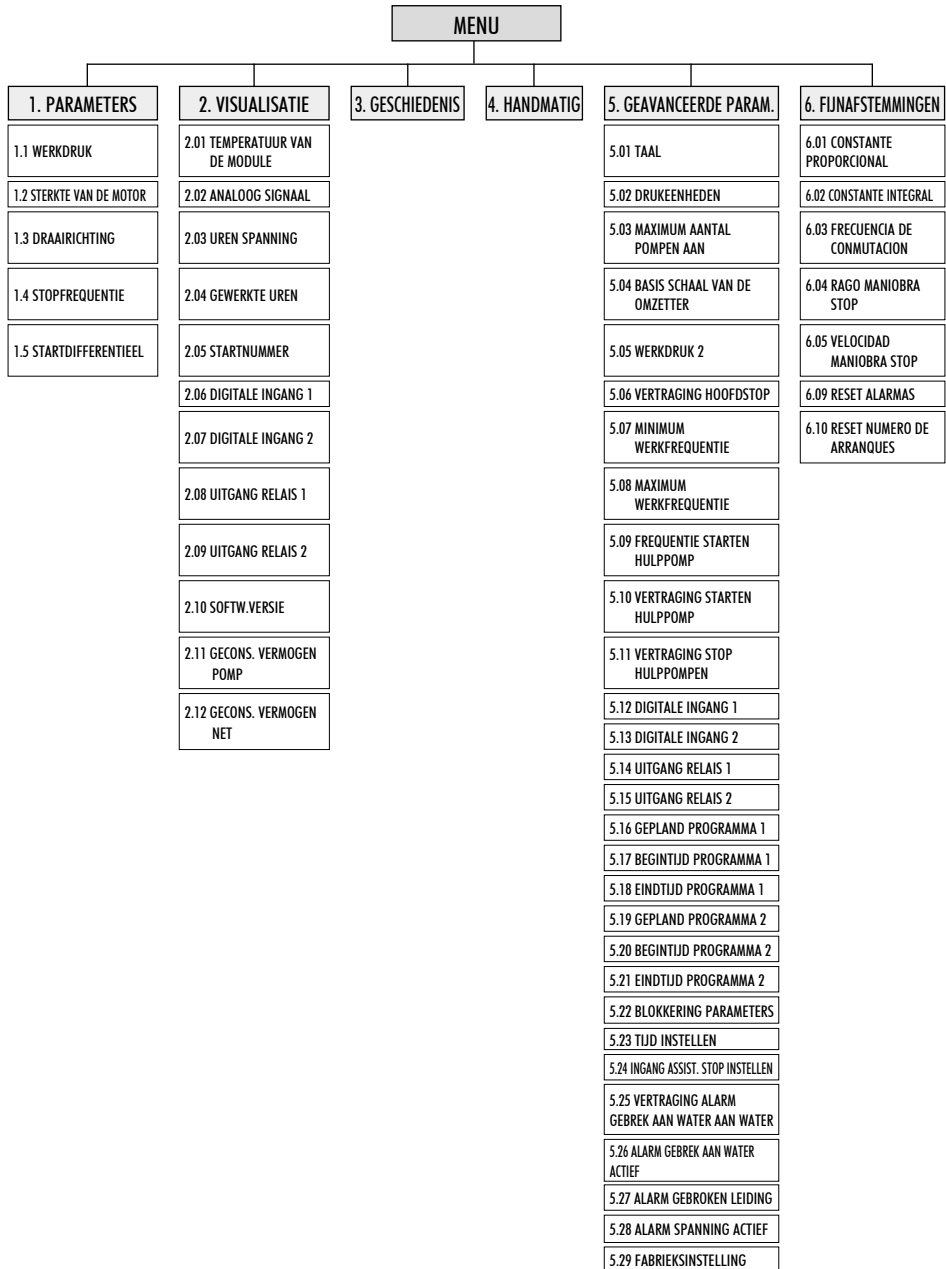 MENU
1. PARAMETERS
1.1 WERKDRUK
1.2 STERKTE VAN DE MOTOR
1.3 DRAAIRICHTING
1.4 STOPFREQUENTIE
1.5 STARTDIFFERENTIEEL
2. VISUALISATIE
2.01 TEMPERATUUR VAN
DE MODULE
2.02 ANALOOG SIGNAAL
2.03 UREN SPANNING
2.04 GEWERKTE UREN
2.05 STARTNUMMER
2.06 DIGITALE INGANG 1
2.07 DIGITALE INGANG 2
2.08 UITGANG RELAIS 1
2.09 UITGANG RELAIS 2
2.10 SOFTW.VERSIE
2.11 GECONS. VERMOGEN
POMP
2.12 GECONS. VERMOGEN
NET
3. GESCHIEDENIS
4. HANDMATIG
5. GEAVANCEERDE PARAM.
5.01 TAAL
5.02 DRUKEENHEDEN
5.03 MAXIMUM AANTAL
POMPEN AAN
5.04 BASIS SCHAAL VAN DE
OMZETTER
5.05 WERKDRUK 2
5.06 VERTRAGING HOOFDSTOP
5.07 MINIMUM
WERKFREQUENTIE
5.08 MAXIMUM
WERKFREQUENTIE
5.09 FREQUENTIE STARTEN
HULPPOMP
5.10 VERTRAGING STARTEN
HULPPOMP
5.11 VERTRAGING STOP
HULPPOMPEN
5.12 DIGITALE INGANG 1
5.13 DIGITALE INGANG 2
5.14 UITGANG RELAIS 1
5.15 UITGANG RELAIS 2
5.16 GEPLAND PROGRAMMA 1
5.17 BEGINTIJD PROGRAMMA 1
5.18 EINDTIJD PROGRAMMA 1
5.19 GEPLAND PROGRAMMA 2
5.20 BEGINTIJD PROGRAMMA 2
5.21 EINDTIJD PROGRAMMA 2
5.22 BLOKKERING PARAMETERS
5.23 TIJD INSTELLEN
5.24 INGANG ASSIST. STOP INSTELLEN
5.25 VERTRAGING ALARM
GEBREK AAN WATER AAN WATER
5.26 ALARM GEBREK AAN WATER
ACTIEF
5.27 ALARM GEBROKEN LEIDING
5.28 ALARM SPANNING ACTIEF
5.29 FABRIEKSINSTELLING
6. FIJNAFSTEMMINGEN
6.01 CONSTANTE
PROPORCIONAL
6.02 CONSTANTE INTEGRAL
6.03 FRECUENCIA DE
CONMUTACION
6.04 RAGO MANIOBRA
STOP
6.05 VELOCIDAD
MANIOBRA STOP
6.09 RESET ALARMAS
6.10 RESET NUMERO DE
ARRANQUES